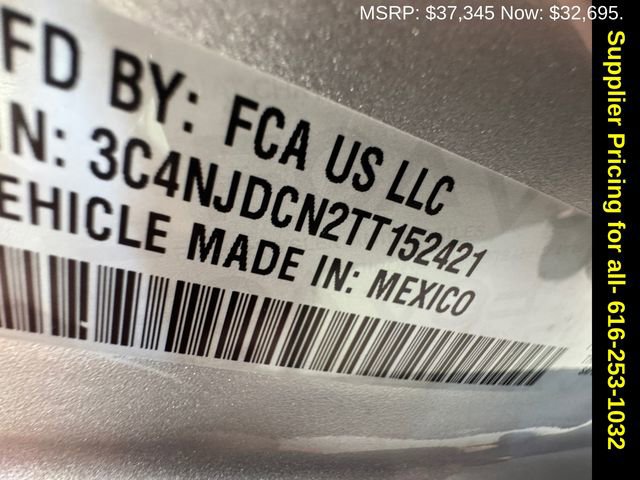 MSRP: $37,345 Now: $32,695.
FD BY: FCA US LLC
N: 3C4NJDCN2TT152421
EHICLE MADE IN: MEXICO
Supplier Pricing for all- 616-253-1032